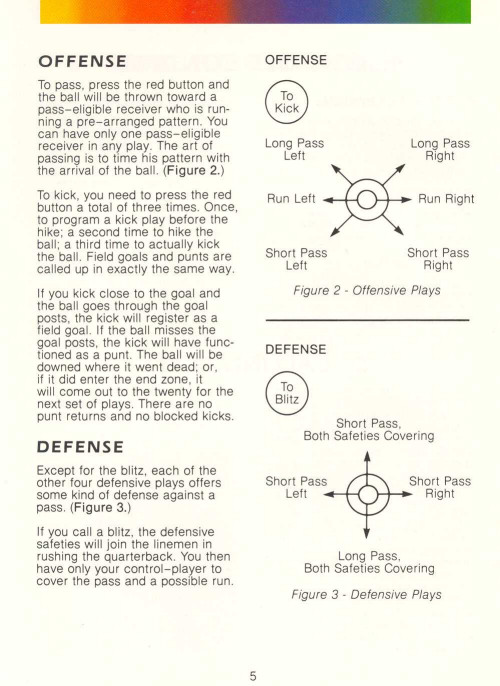 OFFENSE
To pass, press the red button and
the ball will be thrown toward a
pass-eligible receiver who is run-
ning a pre-arranged pattern. You
can have only one pass-eligible
receiver in any play. The art of
passing is to time his pattern with
the arrival of the ball. (Figure 2.)
To kick, you need to press the red
button a total of three times. Once,
to program a kick play before the
hike; a second time to hike the
ball; a third time to actually kick
the ball. Field goals and punts are
called up in exactly the same way.
If you kick close to the goal and
the ball goes through the goal
posts, the kick will register as a
field goal. If the ball misses the
goal posts, the kick will have func-
tioned as a punt. The ball will be
downed where it went dead; or,
if it did enter the end zone, it
will come out to the twenty for the
next set of plays. There are no
punt returns and no blocked kicks.
DEFENSE
Except for the blitz, each of the
other four defensive plays offers
some kind of defense against a
pass. (Figure 3.)
If you call a blitz, the defensive
safeties will join the linemen in
rushing the quarterback. You then
have only your control-player to
cover the pass and a possible run.
OFFENSE
To
Kick
Long Pass
Left
Long Pass
Right
Run Left
Run Right
Short Pass
Left
Short Pass
Right
Figure 2 - Offensive Plays
DEFENSE
To
Blitz
Short Pass,
Both Safeties Covering
Short Pass
Left
Short Pass
Right
Long Pass,
Both Safeties Covering
Figure 3 - Defensive Plays
5